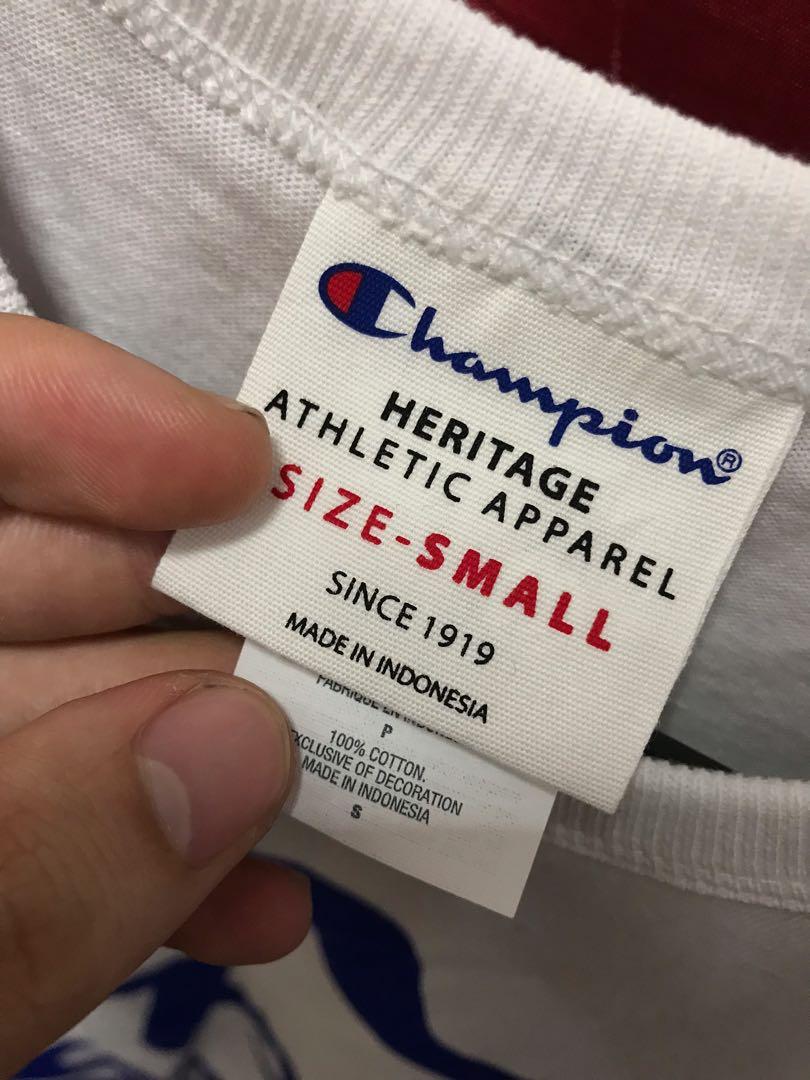 Champion®
HERITAGE
ATHLETIC APPAREL
SIZE-SMALL
SINCE 1919
MADE IN INDONESIA
P
100% COTTON.
EXCLUSIVE OF DECORATION
MADE IN INDONESIA
S